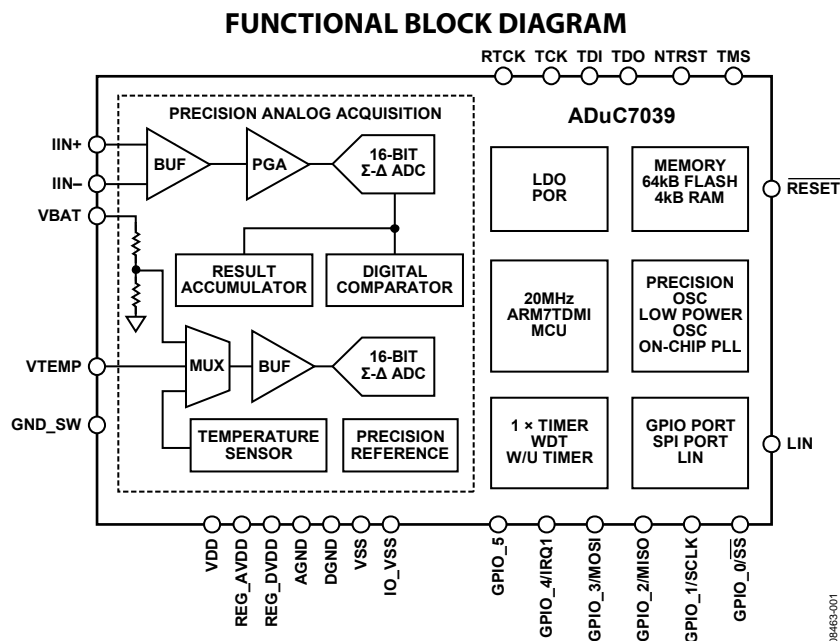 FUNCTIONAL BLOCK DIAGRAM
RTCK TCK TDI TDO NTRST TMS
PRECISION ANALOG ACQUISITION
ADuC7039
IIN+
IIN–
VBAT
VTEMP
GND_SW
BUF
PGA
16-BIT
Σ-Δ ADC
RESULT
ACCUMULATOR
DIGITAL
COMPARATOR
MUX
BUF
16-BIT
Σ-Δ ADC
TEMPERATURE
SENSOR
PRECISION
REFERENCE
LDO
POR
MEMORY
64kB FLASH
4kB RAM
20MHz
ARM7TDMI
MCU
PRECISION
OSC
LOW POWER
OSC
ON-CHIP PLL
1 × TIMER
WDT
W/U TIMER
GPIO PORT
SPI PORT
LIN
RESET
LIN
VDD
REG_AVDD
REG_DVDD
AGND
DGND
VSS
IO_VSS
GPIO_5
GPIO_4/IRQ1
GPIO_3/MOSI
GPIO_2/MISO
GPIO_1/SCLK
GPIO_0/SS
08463-001